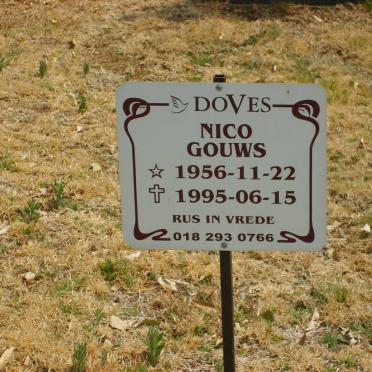 DOVES
NICO
GOUWS
☆ 1956-11-22
✞ 1995-06-15
RUS IN VREDE
018 293 0766